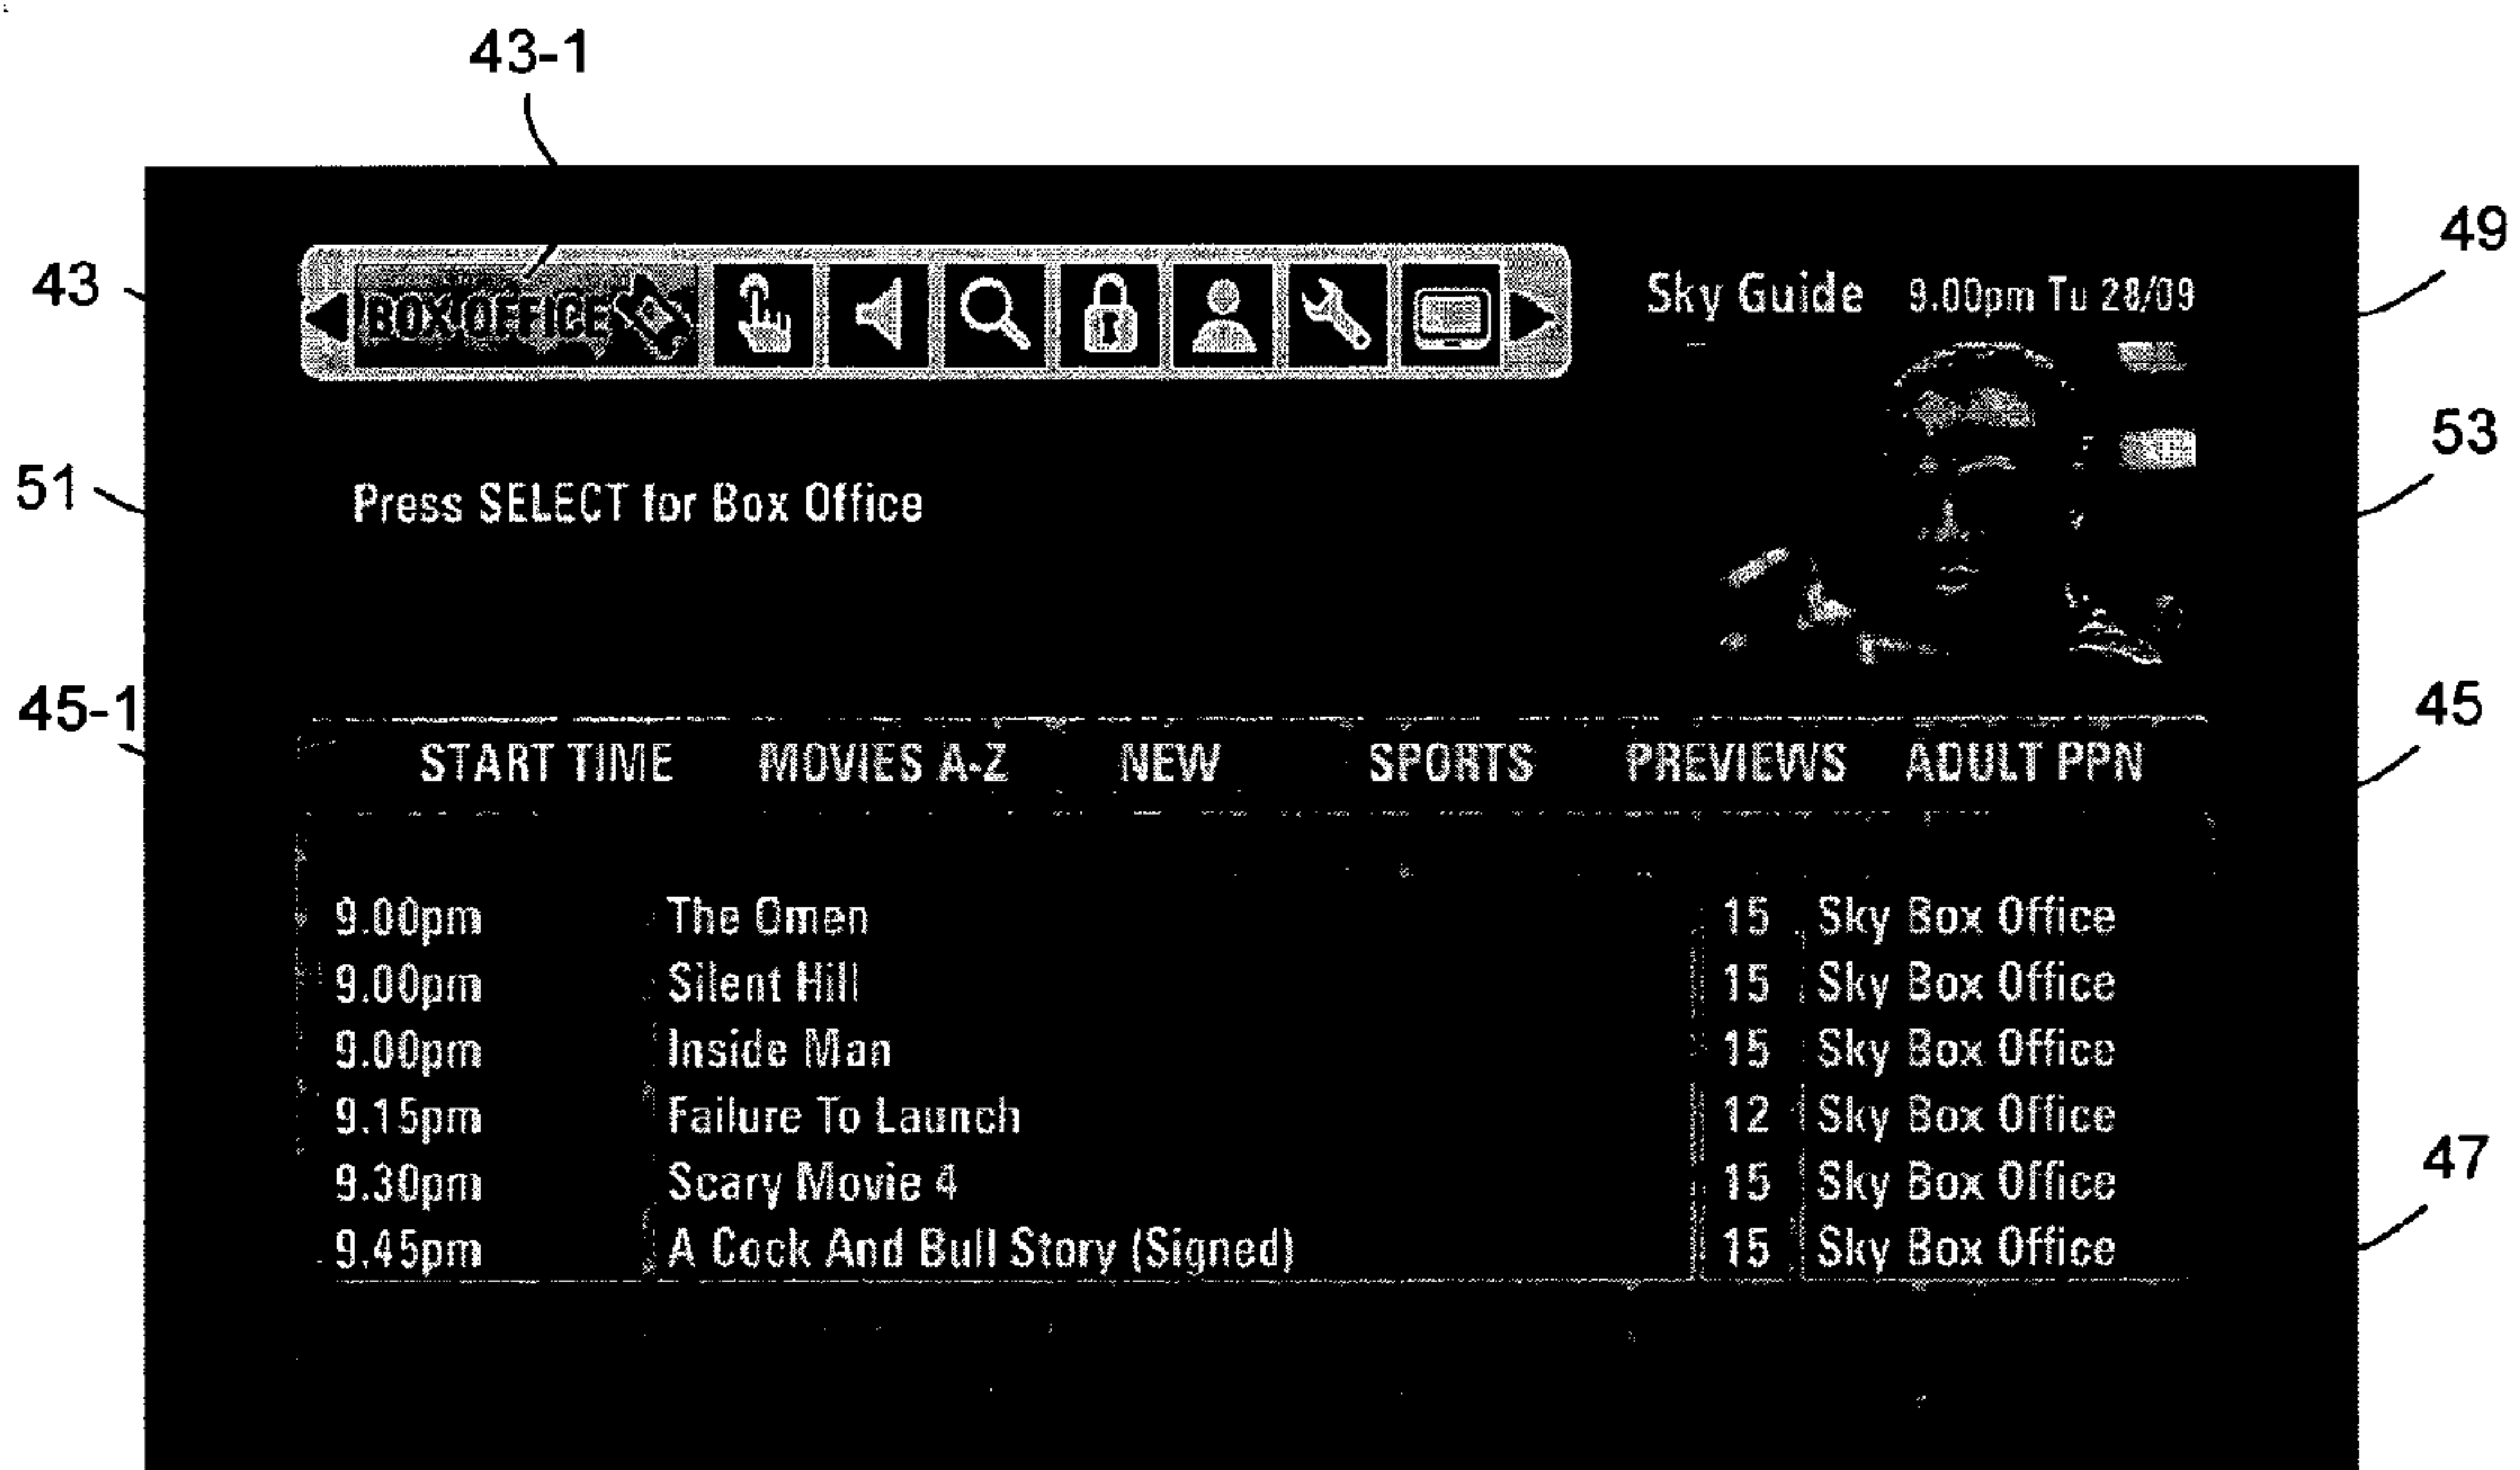 43-1
43
BOX OFFICE
Sky Guide 9.00pm Tu 28/09
49
51
Press SELECT for Box Office
53
45-1
START TIME MOVIES A-Z NEW SPORTS PREVIEWS ADULT PPN
45
9.00pm The Omen 15 Sky Box Office
9.00pm Silent Hill 15 Sky Box Office
9.00pm Inside Man 15 Sky Box Office
9.15pm Failure To Launch 12 Sky Box Office
9.30pm Scary Movie 4 15 Sky Box Office
47
9.45pm A Cock And Bull Story (Signed) 15 Sky Box Office